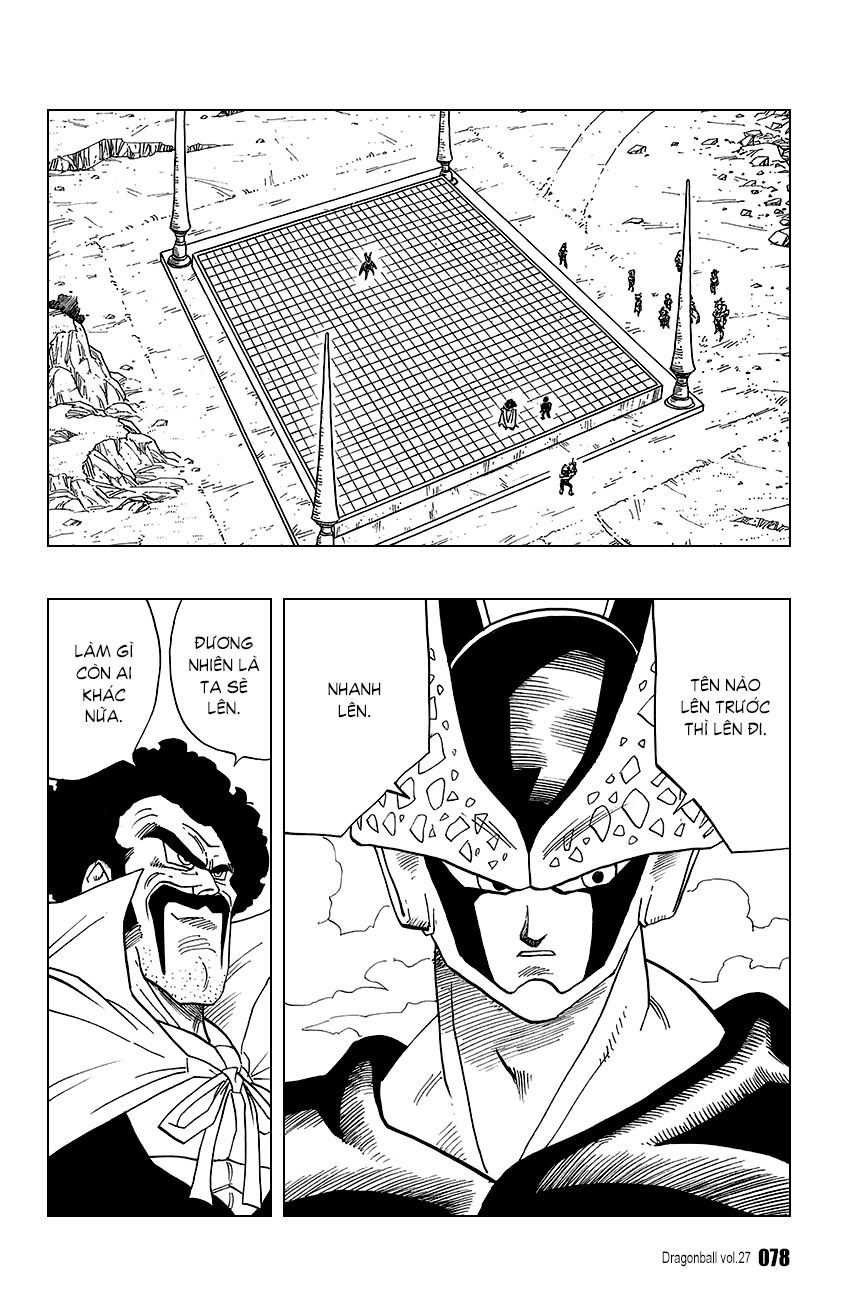 TÊN NÀO
LÊN TRƯỚC
THÌ LÊN ĐI.
NHANH
LÊN.
ĐƯƠNG
NHIÊN LÀ
TA SẼ
LÊN.
LÀM GÌ
CÒN AI
KHÁC
NỮA.
Dragonball vol.27 078